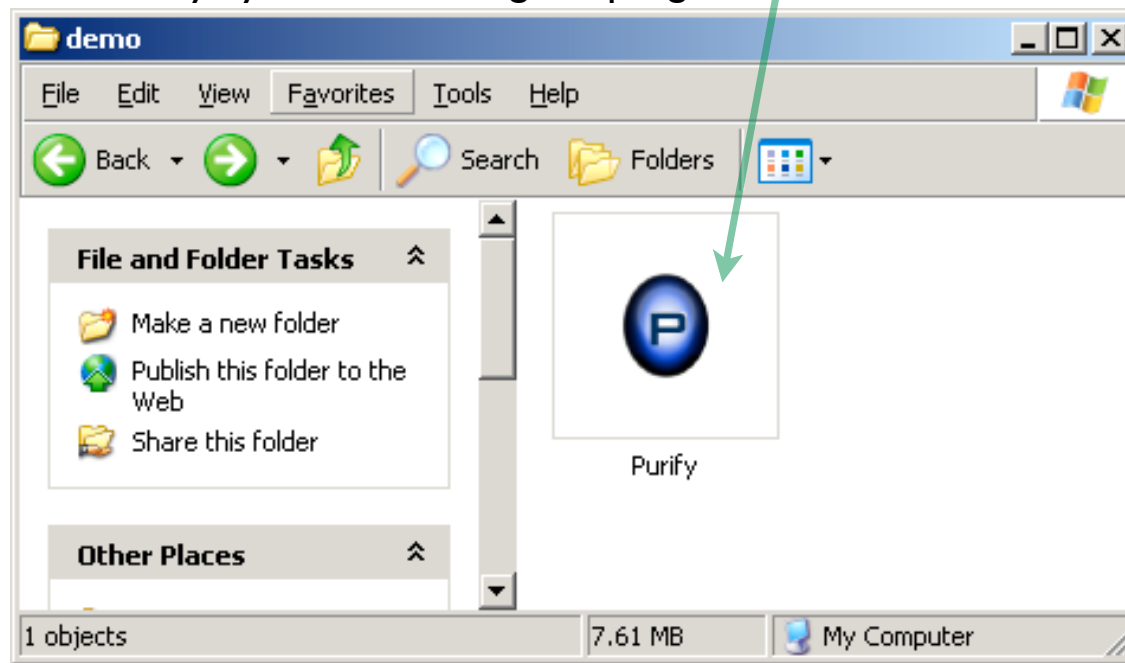 demo
File Edit View Favorites Tools Help
Back Search Folders
File and Folder Tasks
Make a new folder
Publish this folder to the
Web
Share this folder
Other Places
P
Purify
1 objects 7.61 MB My Computer